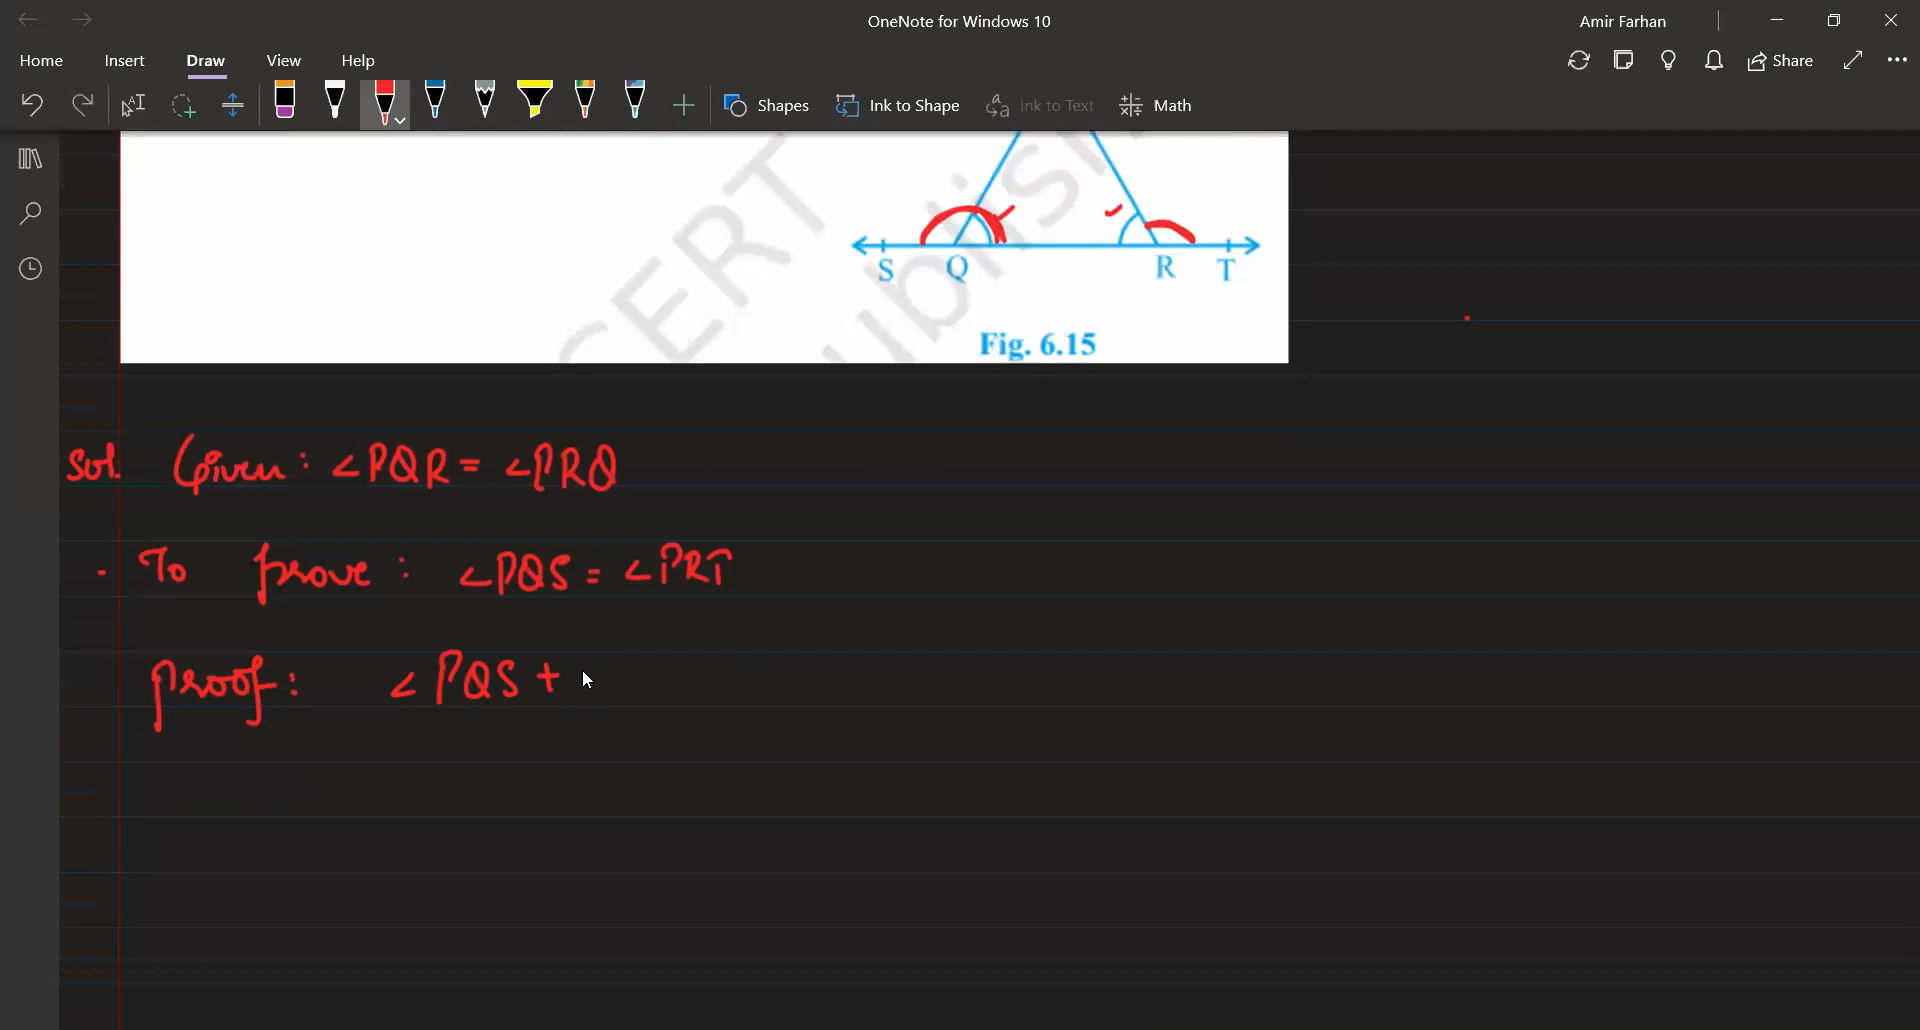 OneNote for Windows 10
Amir Farhan
Home Insert Draw View Help
Share
Shapes Ink to Shape Ink to Text Math
S Q R T
Fig. 6.15
Sol. Given : ∠PQR = ∠PRQ
To prove : ∠PQS = ∠PRT
Proof : ∠PQS +